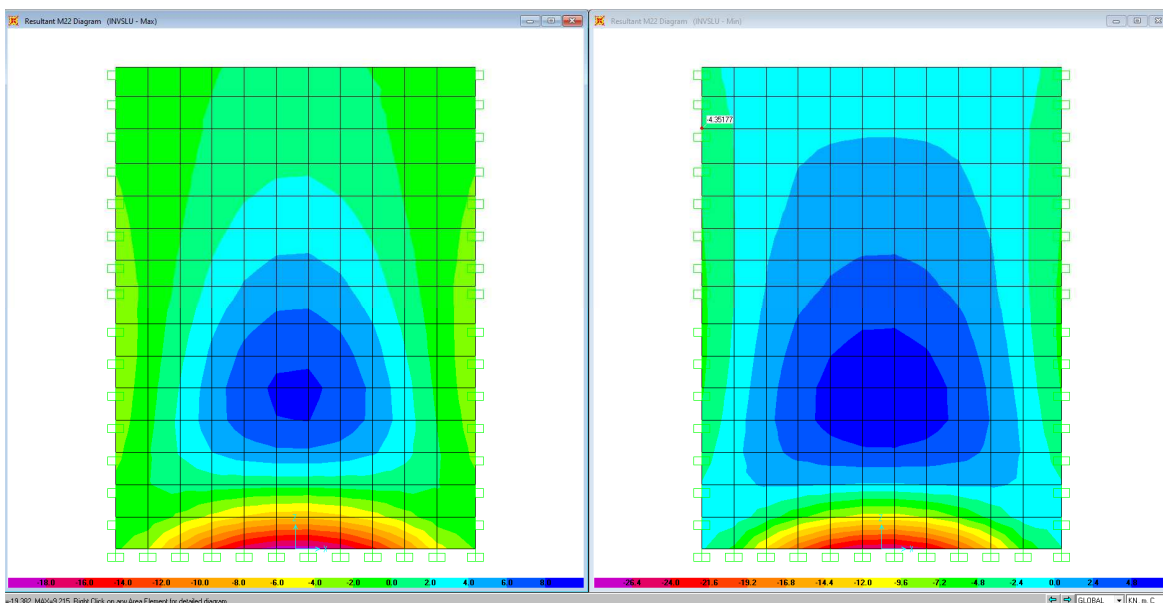 Resultant M22 Diagram (INVSLU - Max)
Resultant M22 Diagram (INVSLU - Min)
4.35177
-18.0 -16.0 -14.0 -12.0 -10.0 -8.0 -6.0 -4.0 -2.0 0.0 2.0 4.0 6.0 8.0
-26.4 -24.0 -21.6 -19.2 -16.8 -14.4 -12.0 -9.6 -7.2 -4.8 -2.4 0.0 2.4 4.8
=-19.382, MAX=9.215, Right Click on any Area Element for detailed diagram
GLOBAL
KN, m, C